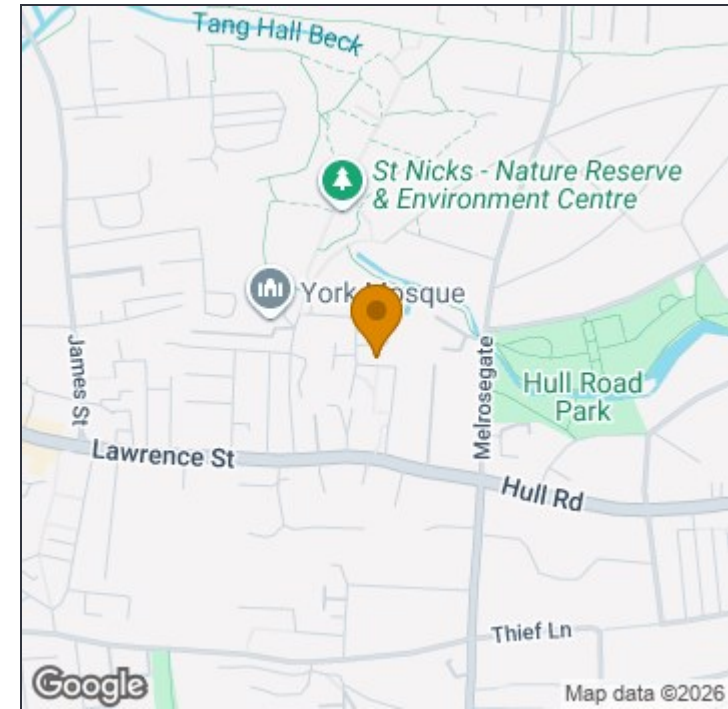 Tang Hall Beck
St Nicks - Nature Reserve
& Environment Centre
York Mosque
James St
Melrosegate
Hull Road
Park
Lawrence St
Hull Rd
Thief Ln
Google
Map data ©2026